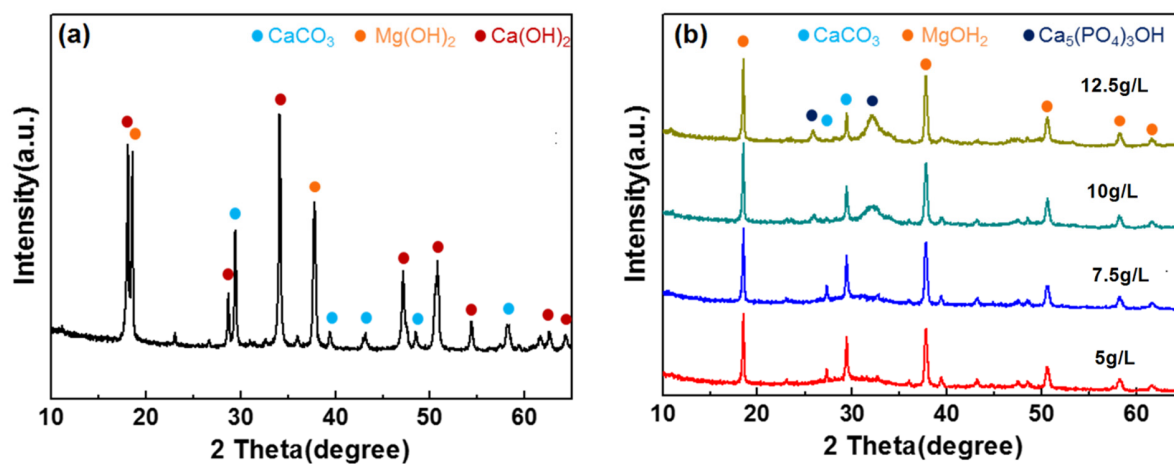 (a)
CaCO3
Mg(OH)2
Ca(OH)2
Intensity(a.u.)
10
20
30
40
50
60
2 Theta(degree)
(b)
CaCO3
MgOH2
Ca5(PO4)3OH
12.5g/L
10g/L
7.5g/L
5g/L
Intensity(a.u.)
10
20
30
40
50
60
2 Theta(degree)